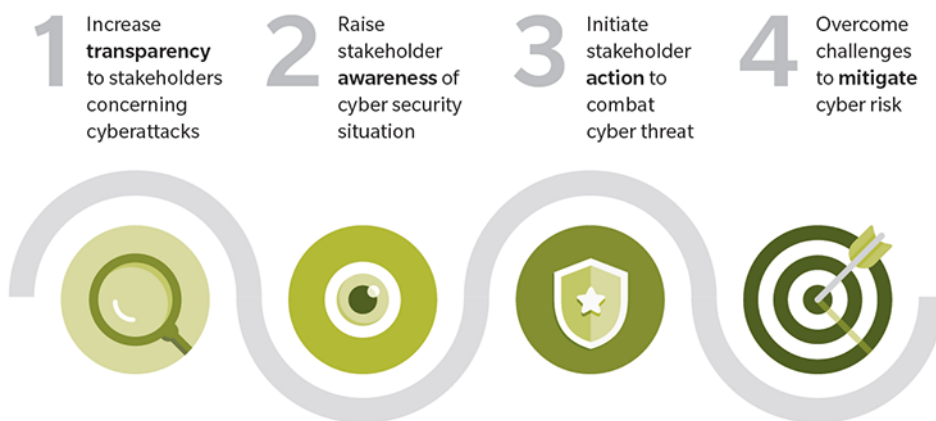 1
Increase
transparency
to stakeholders
concerning
cyberattacks
2
Raise
stakeholder
awareness of
cyber security
situation
3
Initiate
stakeholder
action to
combat
cyber threat
4
Overcome
challenges
to mitigate
cyber risk